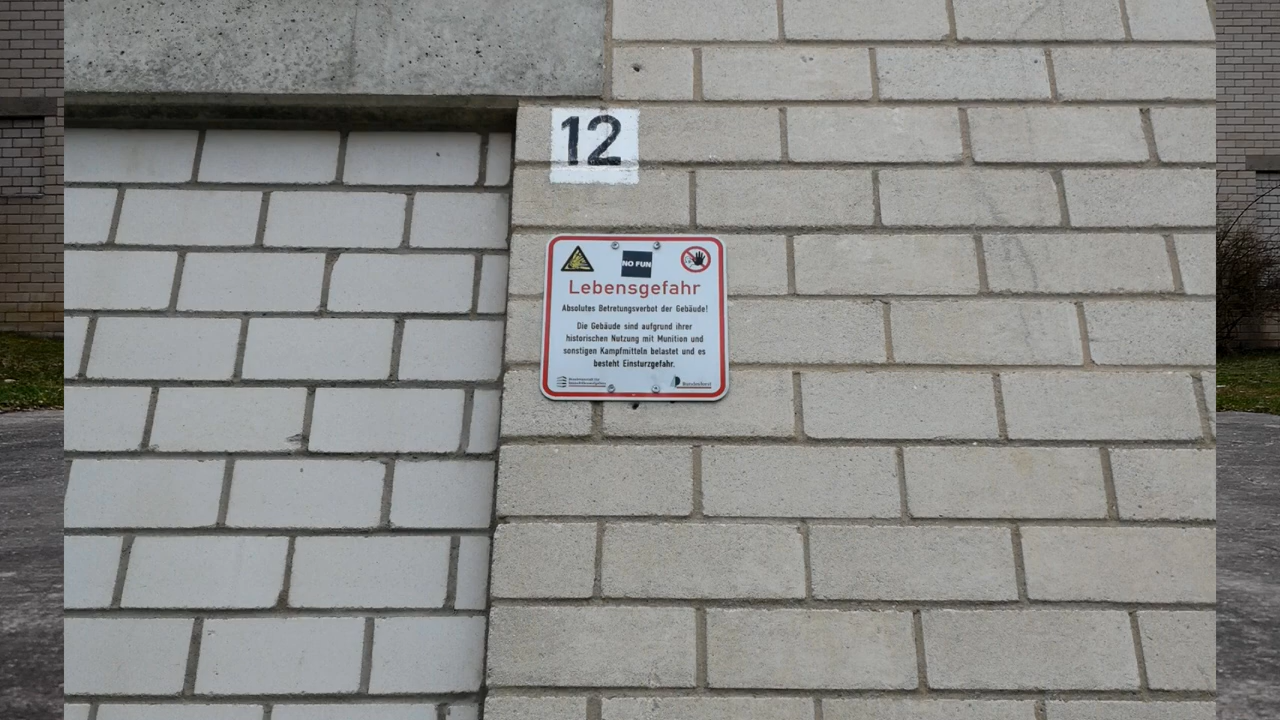 12
NO FUN
Lebensgefahr
Absolutes Betretungsverbot der Gebäude!
Die Gebäude sind aufgrund ihrer
historischen Nutzung mit Munition und
sonstigen Kampfmitteln belastet und es
besteht Einsturzgefahr.
Bundesforst